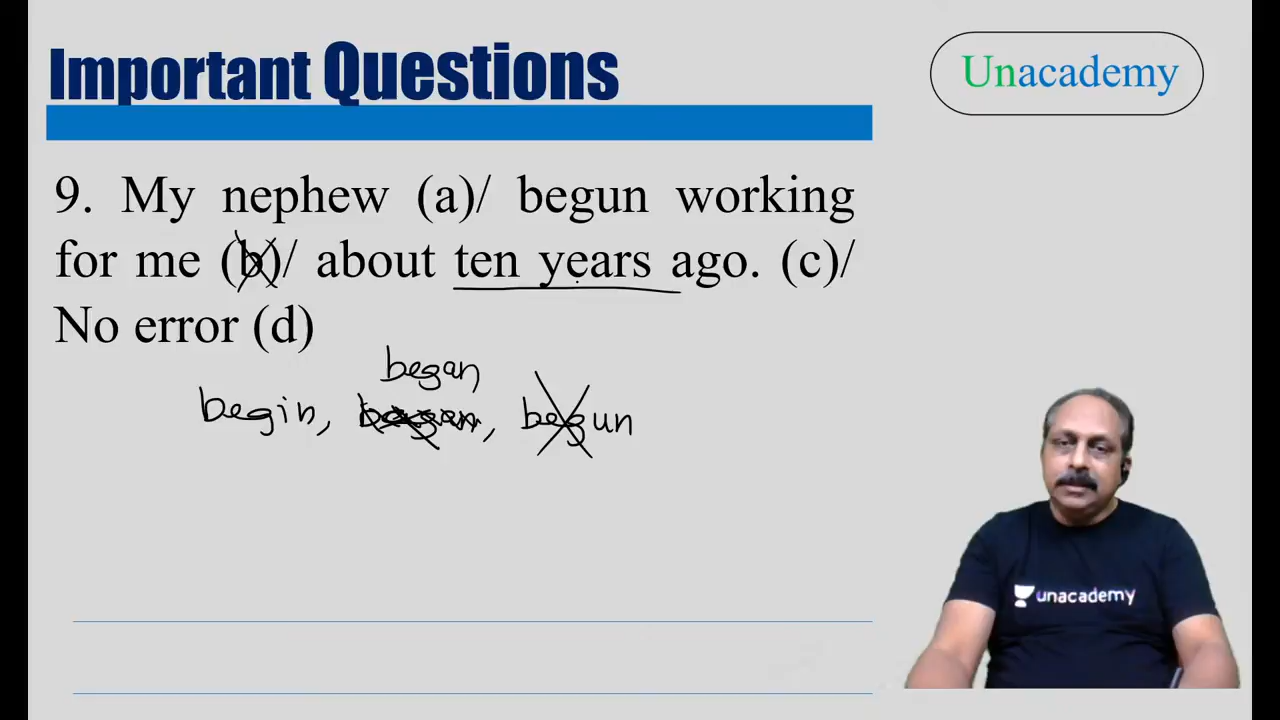 Important Questions
Unacademy
9. My nephew (a)/ begun working
for me (b)/ about ten years ago. (c)/
No error (d)
began
begin, , begun
unacademy